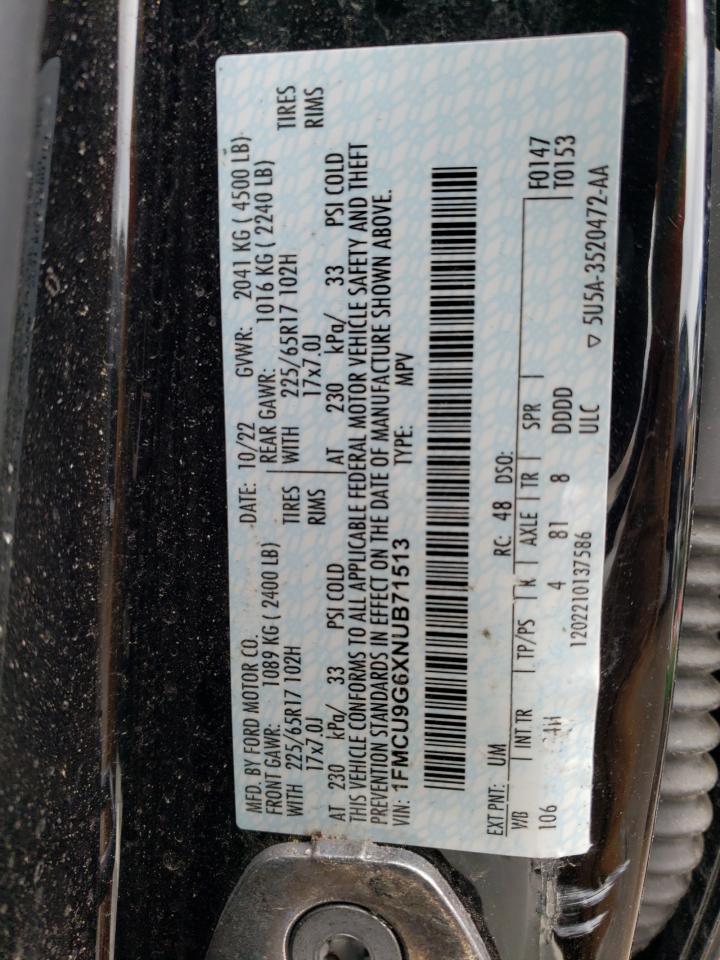 MFD. BY FORD MOTOR CO. DATE: 10/22 GVWR: 2041 KG ( 4500 LB)
FRONT GAWR: 1089 KG ( 2400 LB) REAR GAWR: 1016 KG ( 2240 LB)
WITH 225/65R17 102H TIRES WITH 225/65R17 102H TIRES
17x7.0J RIMS 17x7.0J RIMS
AT 230 kPa/ 33 PSI COLD AT 230 kPa/ 33 PSI COLD
THIS VEHICLE CONFORMS TO ALL APPLICABLE FEDERAL MOTOR VEHICLE SAFETY AND THEFT
PREVENTION STANDARDS IN EFFECT ON THE DATE OF MANUFACTURE SHOWN ABOVE.
VIN: 1FMCU9G6XNUB71513 TYPE: MPV
EXT PNT: UM RC: 48 DSO:
W/B INT TR TP/PS K AXLE TR SPR F0147
106 4 81 8 DDDD T0153
1202210137586 ULC ▽ 5U5A-3520472-AA